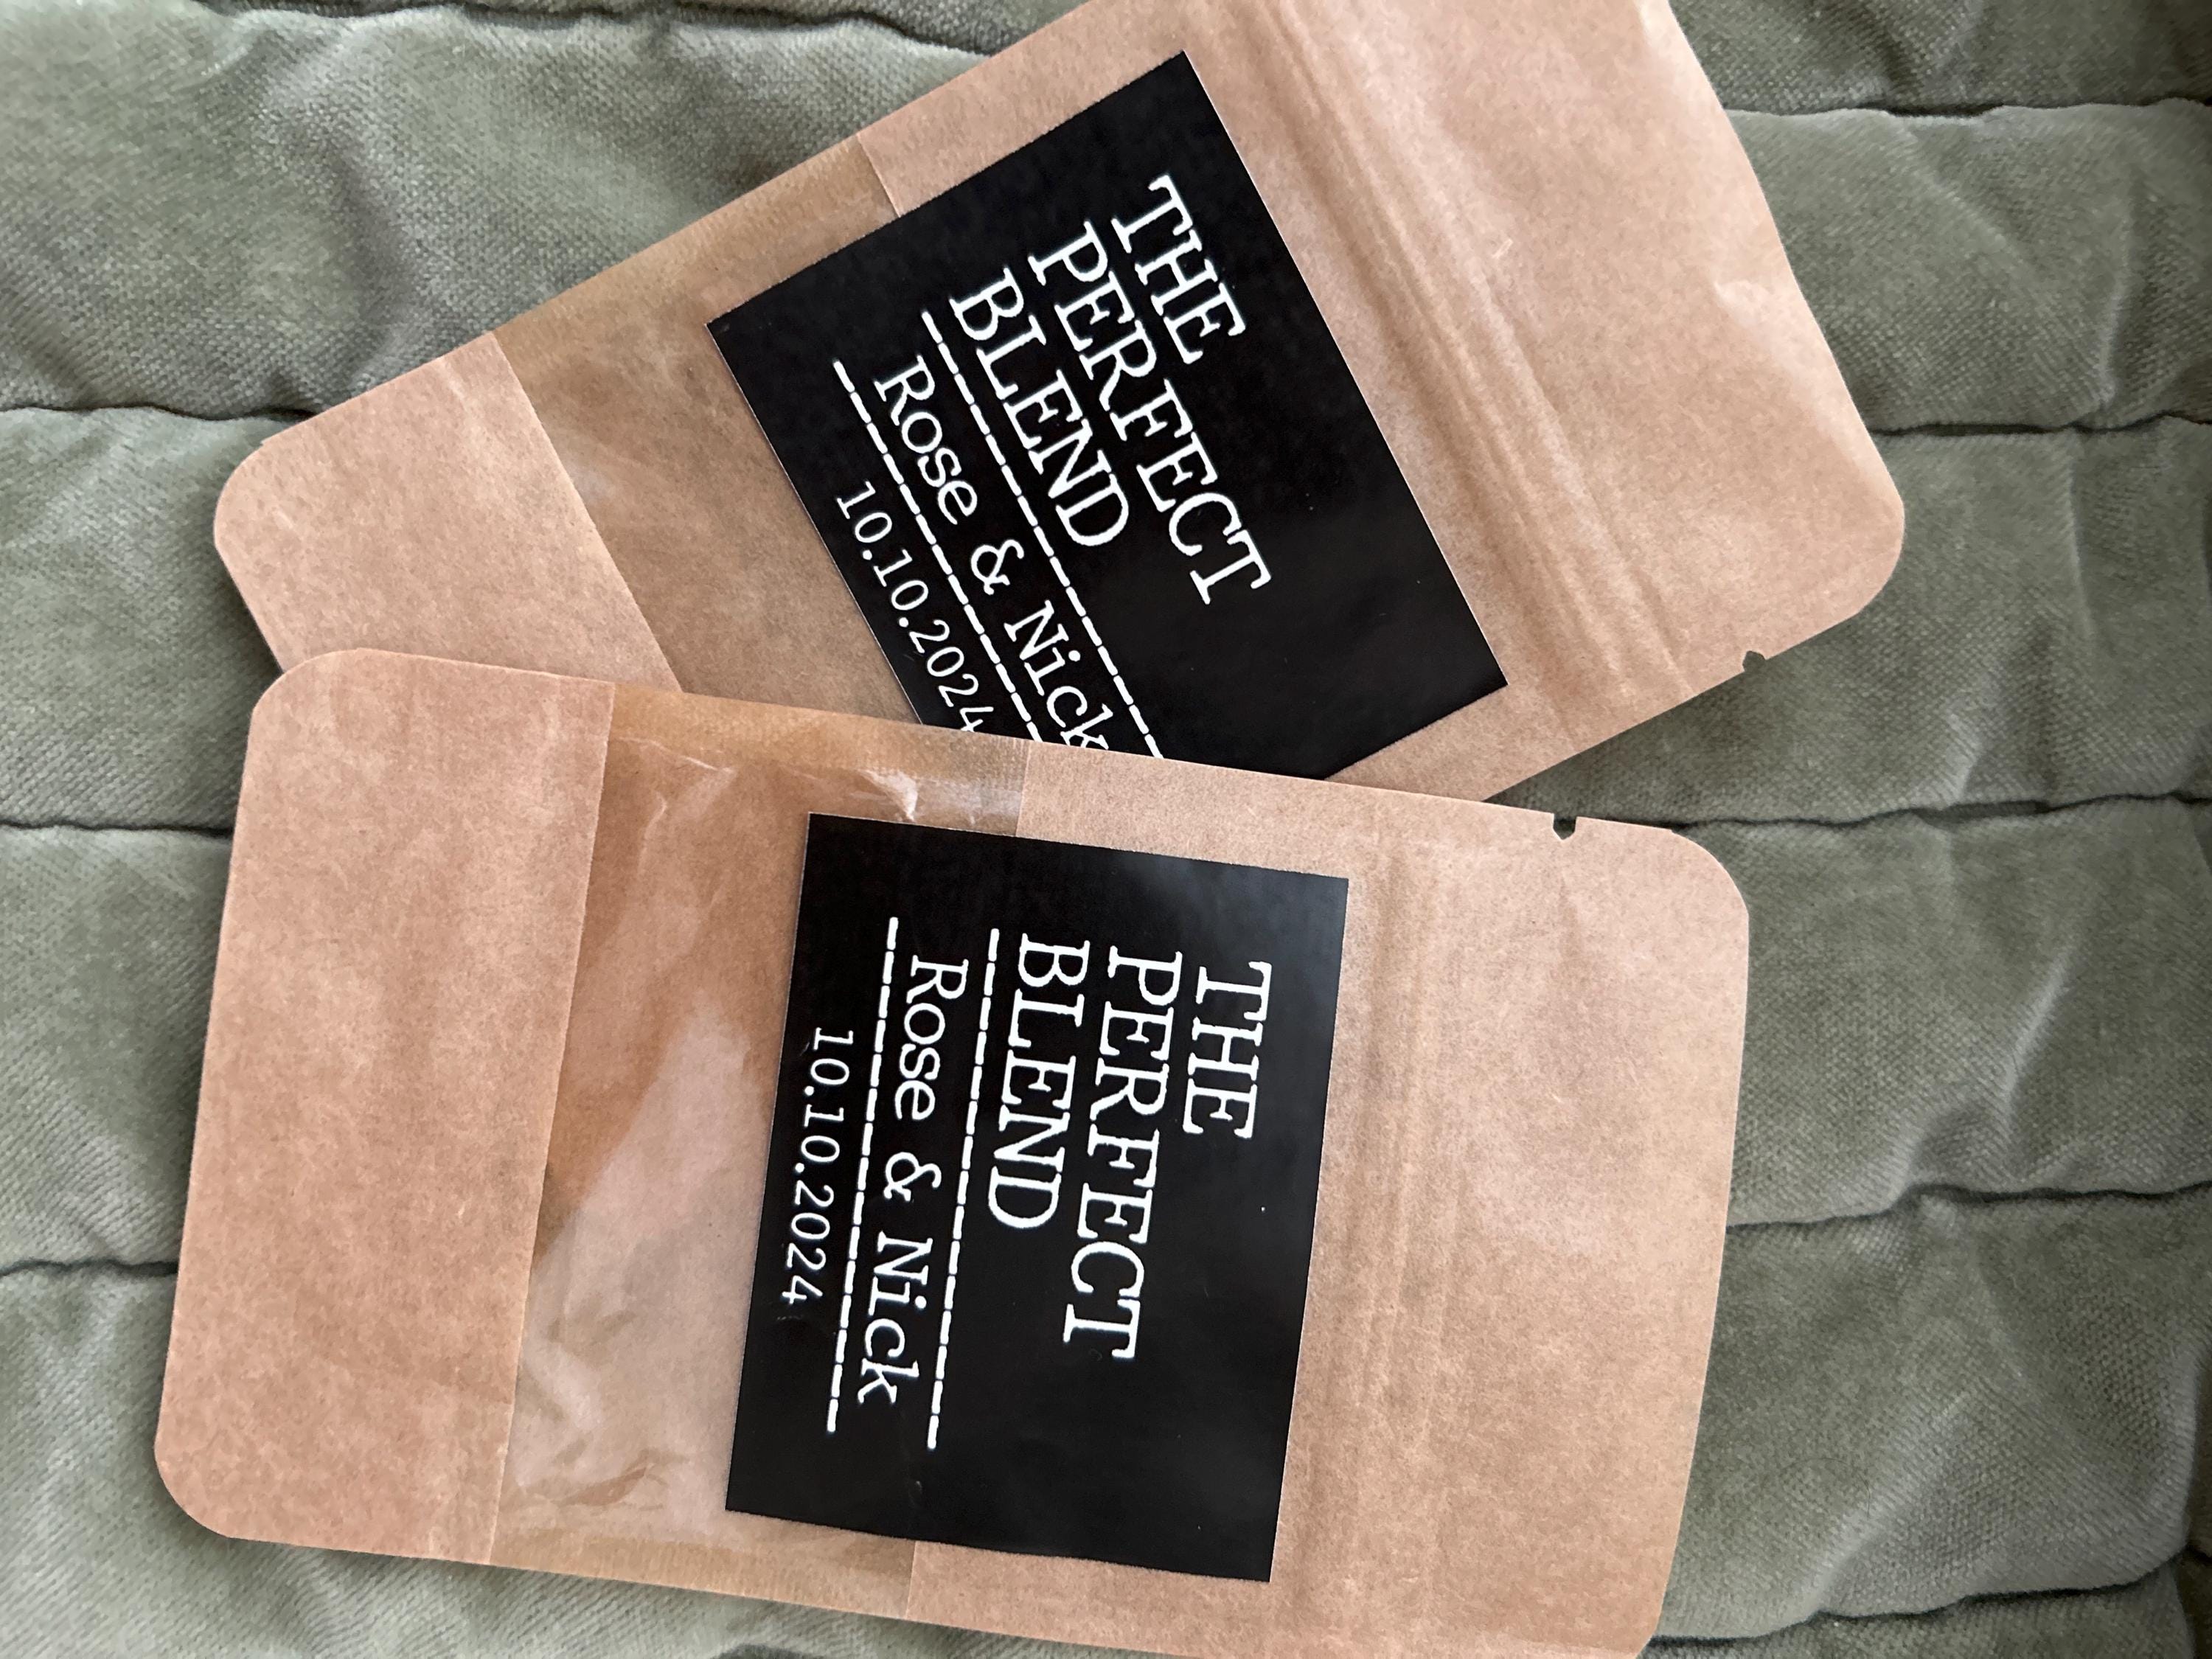 THE
PERFECT
BLEND
Rose & Nick
10.10.2024
THE
PERFECT
BLEND
Rose & Nick
10.10.2024